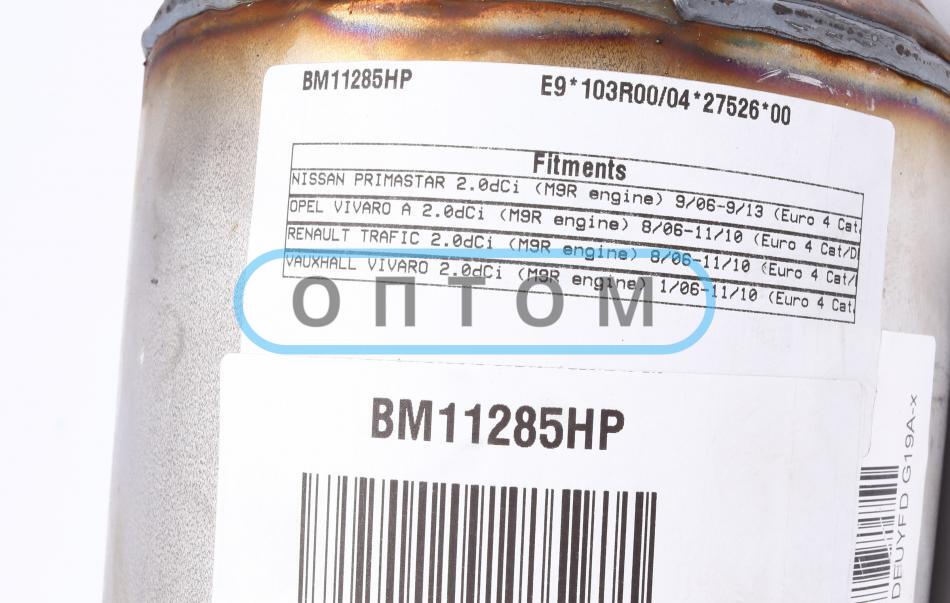 BM11285HP E9*103R00/04*27526*00
Fitments
NISSAN PRIMASTAR 2.0dCi (M9R engine) 9/06-9/13 (Euro 4 Cat
OPEL VIVARO A 2.0dCi (M9R engine) 8/06-11/10 (Euro 4 Cat/D
RENAULT TRAFIC 2.0dCi (M9R engine) 8/06-11/10 (Euro 4 Cat/
VAUXHALL VIVARO 2.0dCi (M9R engine) 1/06-11/10 (Euro 4 Cat
ОПТОМ
BM11285HP
DEUYFD G19A-x